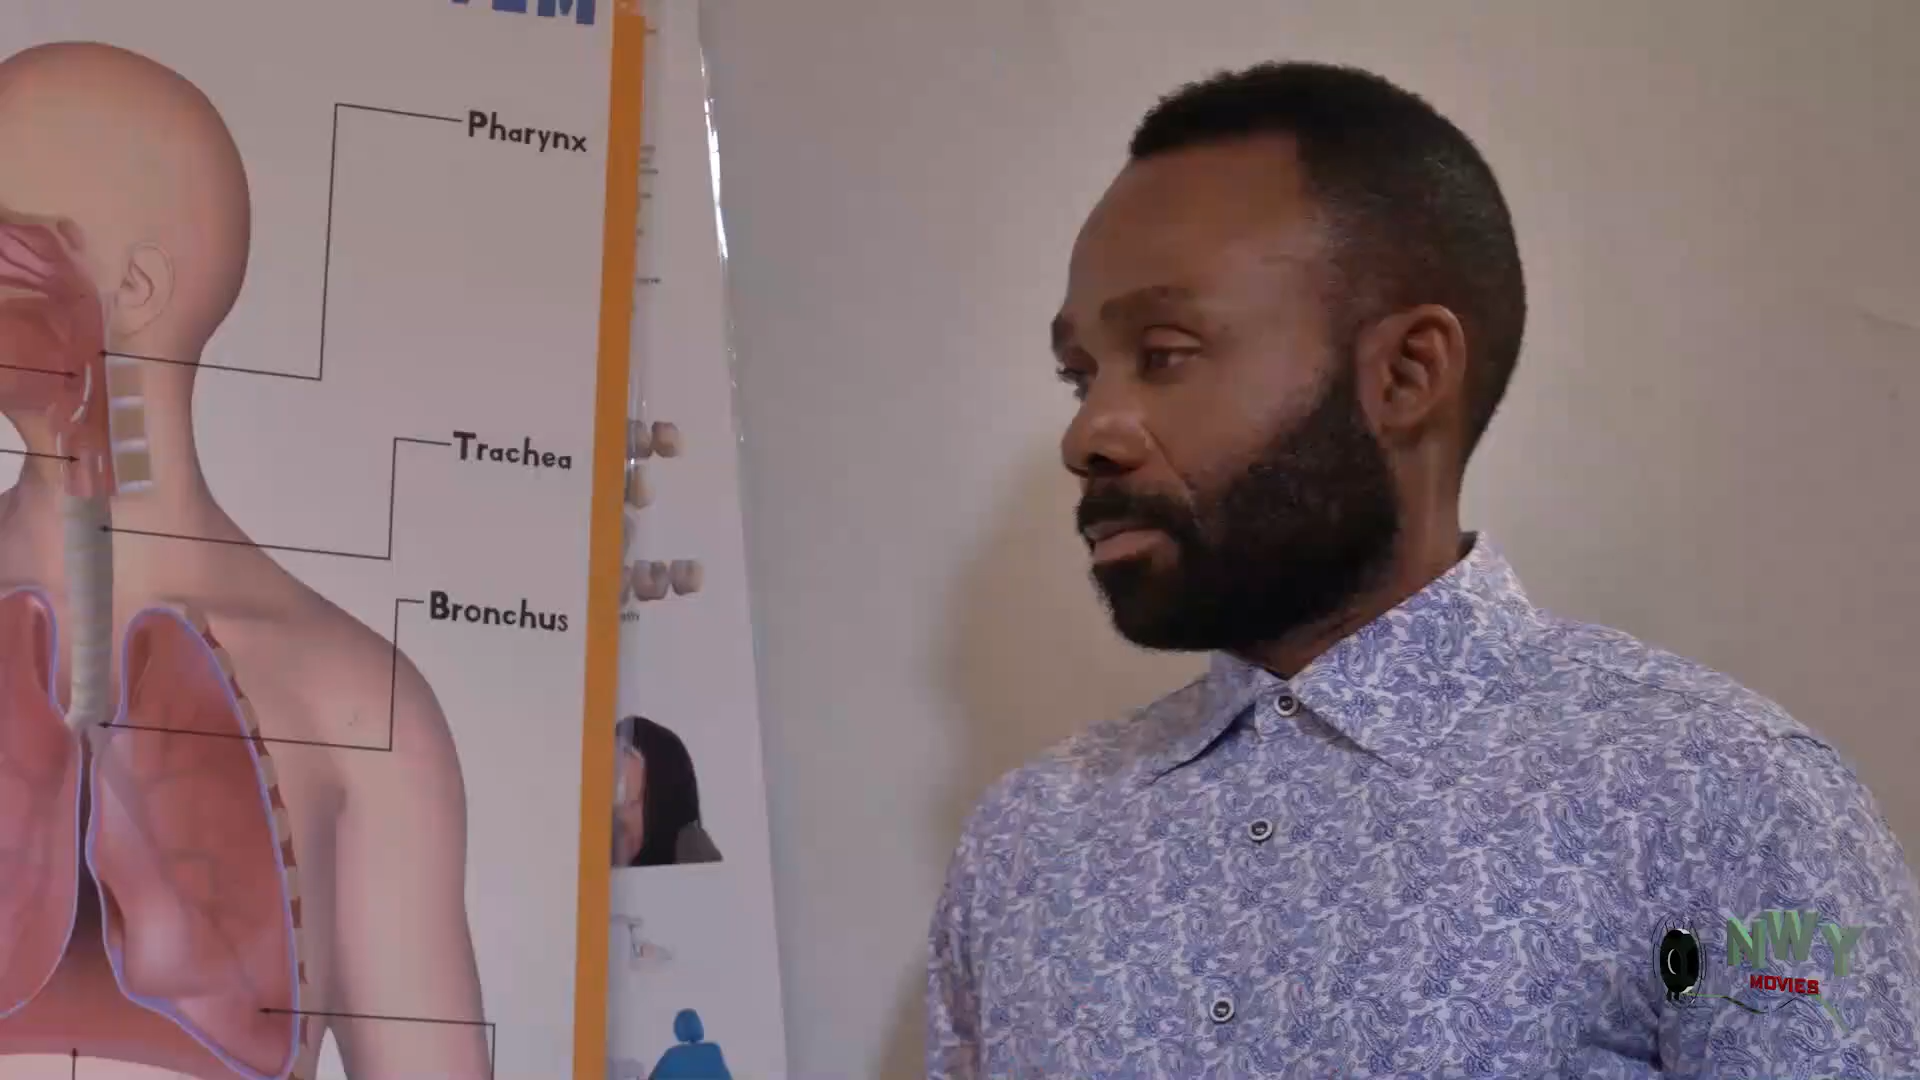 Pharynx
Trachea
Bronchus
NWY
MOVIES